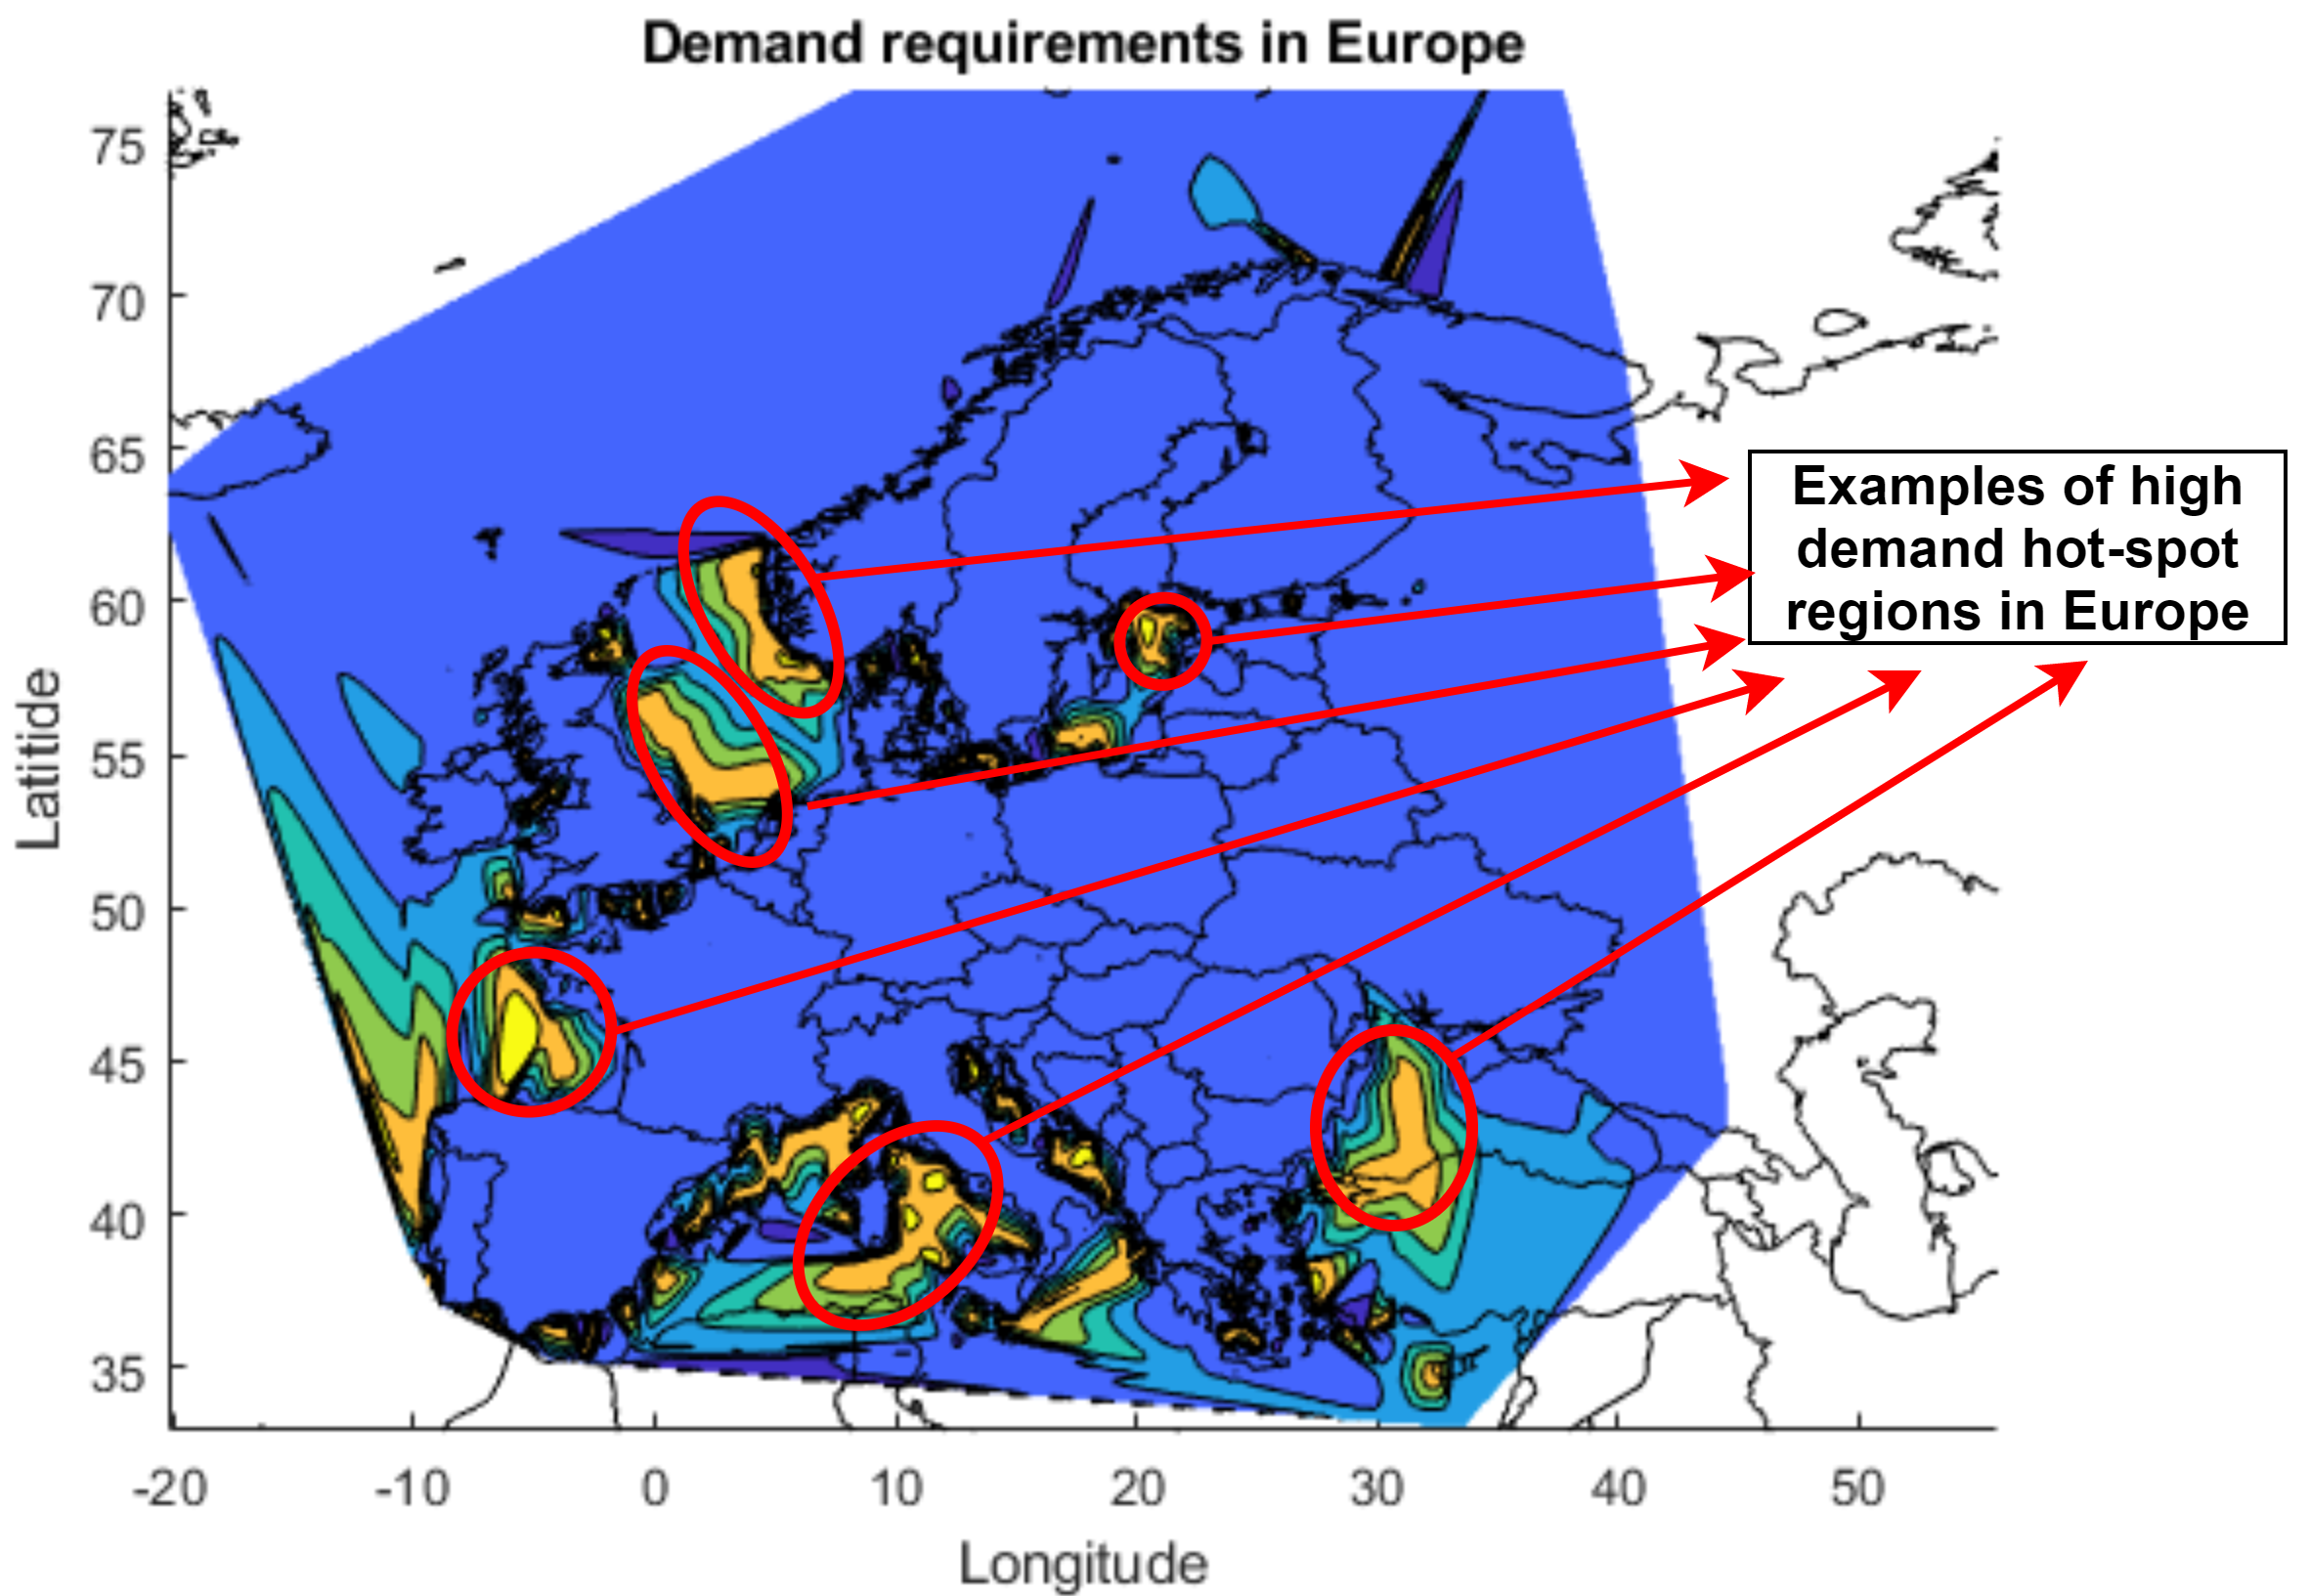 Demand requirements in Europe
75
70
65
60
55
50
45
40
35
Latitide
Examples of high
demand hot-spot
regions in Europe
-20 -10 0 10 20 30 40 50
Longitude